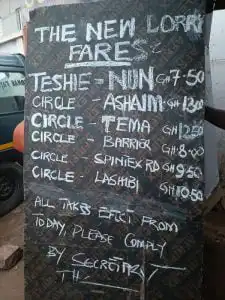 THE NEW LORRY
FARES:
TESHIE = NUN GH 7.50
CIRCLE - ASHAIM GH 13.00
CIRCLE - TEMA GH 12.50
CIRCLE - BARRIER GH 8.00
CIRCLE - SPINTEX RD GH 9.50
CIRCLE - LASHIBI GH 10.50
ALL TAKES EFFECT FROM
TODAY, PLEASE COMPLY
BY SECRETARY